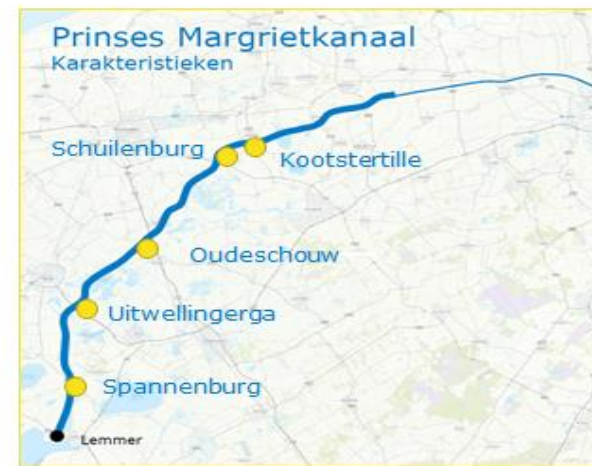 Prinses Margrietkanaal
Karakteristieken
Schuilenburg
Kootstertille
Oudeschouw
Uitwellingerga
Spannenburg
Lemmer